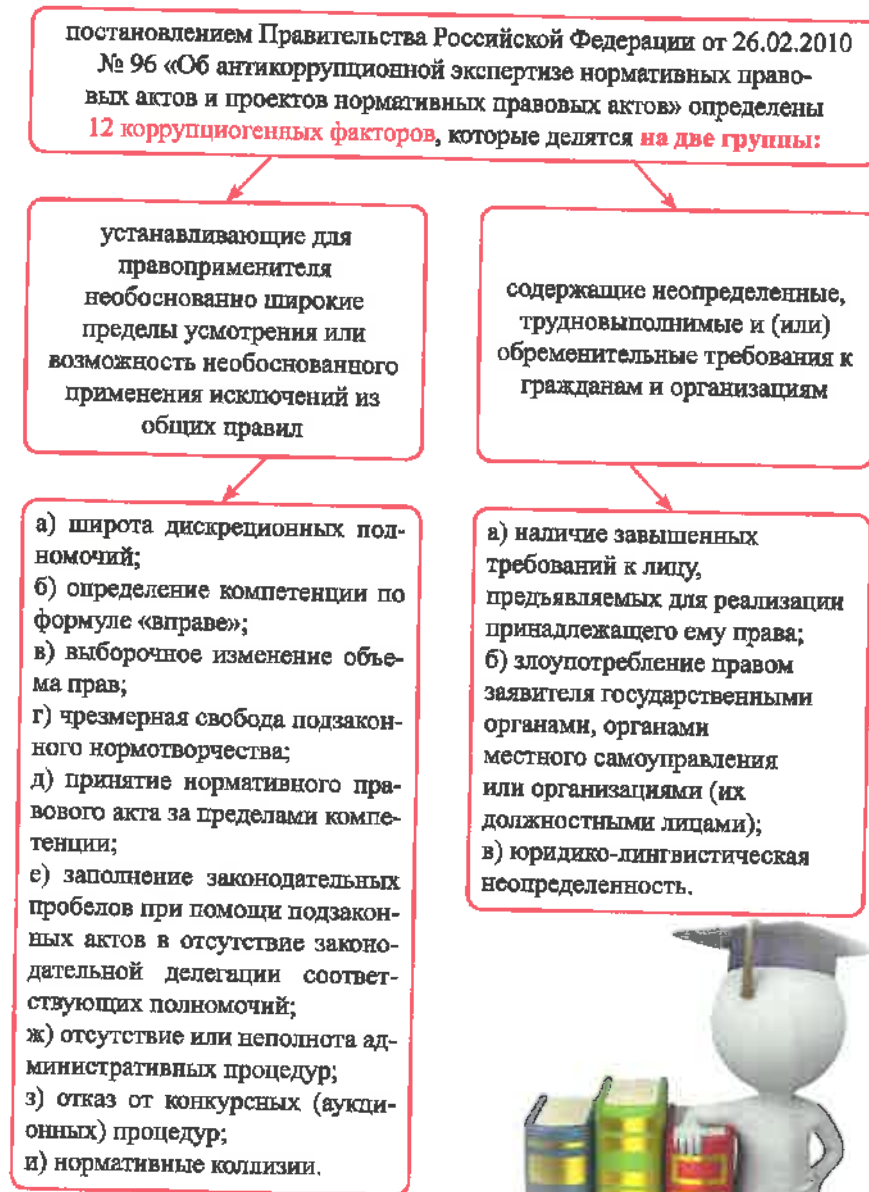 постановлением Правительства Российской Федерации от 26.02.2010
№ 96 «Об антикоррупционной экспертизе нормативных право-
вых актов и проектов нормативных правовых актов» определены
12 коррупциогенных факторов, которые делятся на две группы:
устанавливающие для
правоприменителя
необоснованно широкие
пределы усмотрения или
возможность необоснованного
применения исключений из
общих правил
содержащие неопределенные,
трудновыполнимые и (или)
обременительные требования к
гражданам и организациям
а) широта дискреционных пол-
номочий;
б) определение компетенции по
формуле «вправе»;
в) выборочное изменение объе-
ма прав;
г) чрезмерная свобода подзакон-
ного нормотворчества;
д) принятие нормативного пра-
вового акта за пределами компе-
тенции;
е) заполнение законодательных
пробелов при помощи подзакон-
ных актов в отсутствие законо-
дательной делегации соответ-
ствующих полномочий;
ж) отсутствие или неполнота ад-
министративных процедур;
з) отказ от конкурсных (аукци-
онных) процедур;
и) нормативные коллизии.
а) наличие завышенных
требований к лицу,
предъявляемых для реализации
принадлежащего ему права;
б) злоупотребление правом
заявителя государственными
органами, органами
местного самоуправления
или организациями (их
должностными лицами);
в) юридико-лингвистическая
неопределенность.